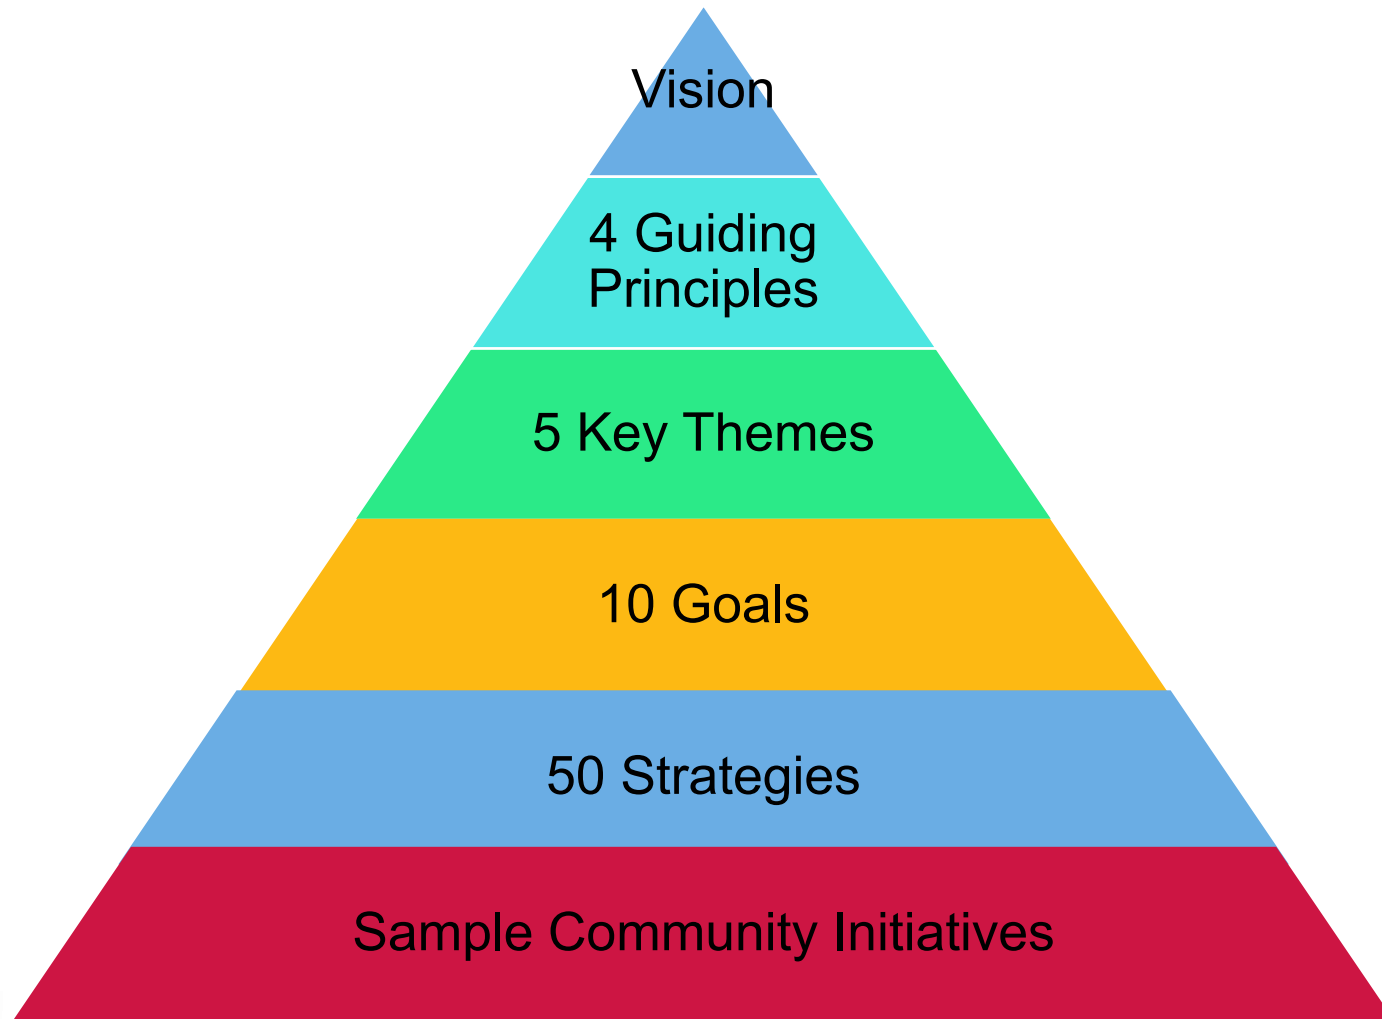 Vision
4 Guiding
Principles
5 Key Themes
10 Goals
50 Strategies
Sample Community Initiatives